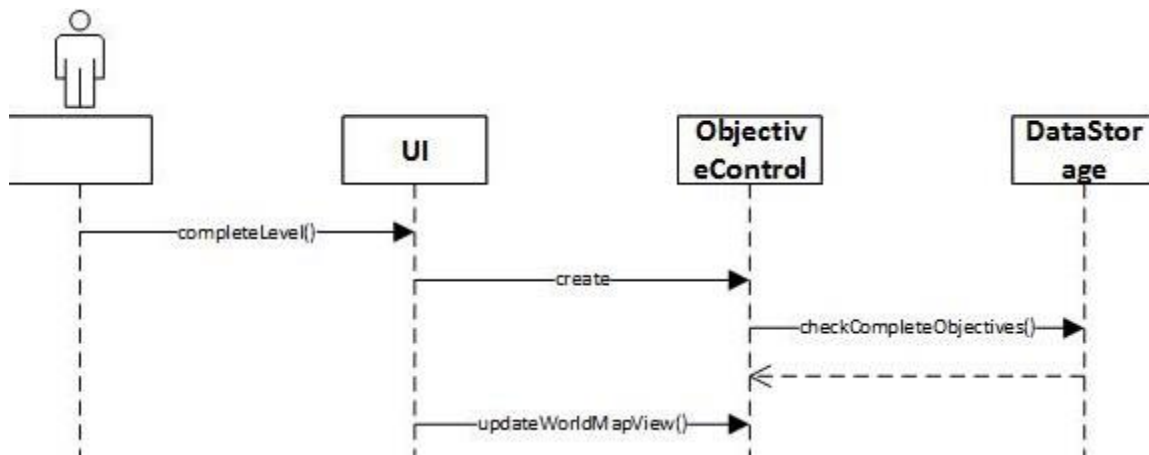 UI
Objectiv
eControl
DataStor
age
completeLevel()
create
checkCompleteObjectives()
updateWorldMapView()